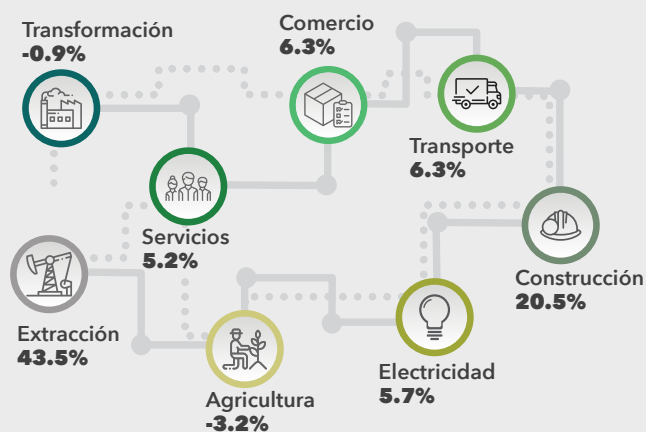 Transformación
-0.9%
Comercio
6.3%
Transporte
6.3%
Servicios
5.2%
Construcción
20.5%
Extracción
43.5%
Electricidad
5.7%
Agricultura
-3.2%